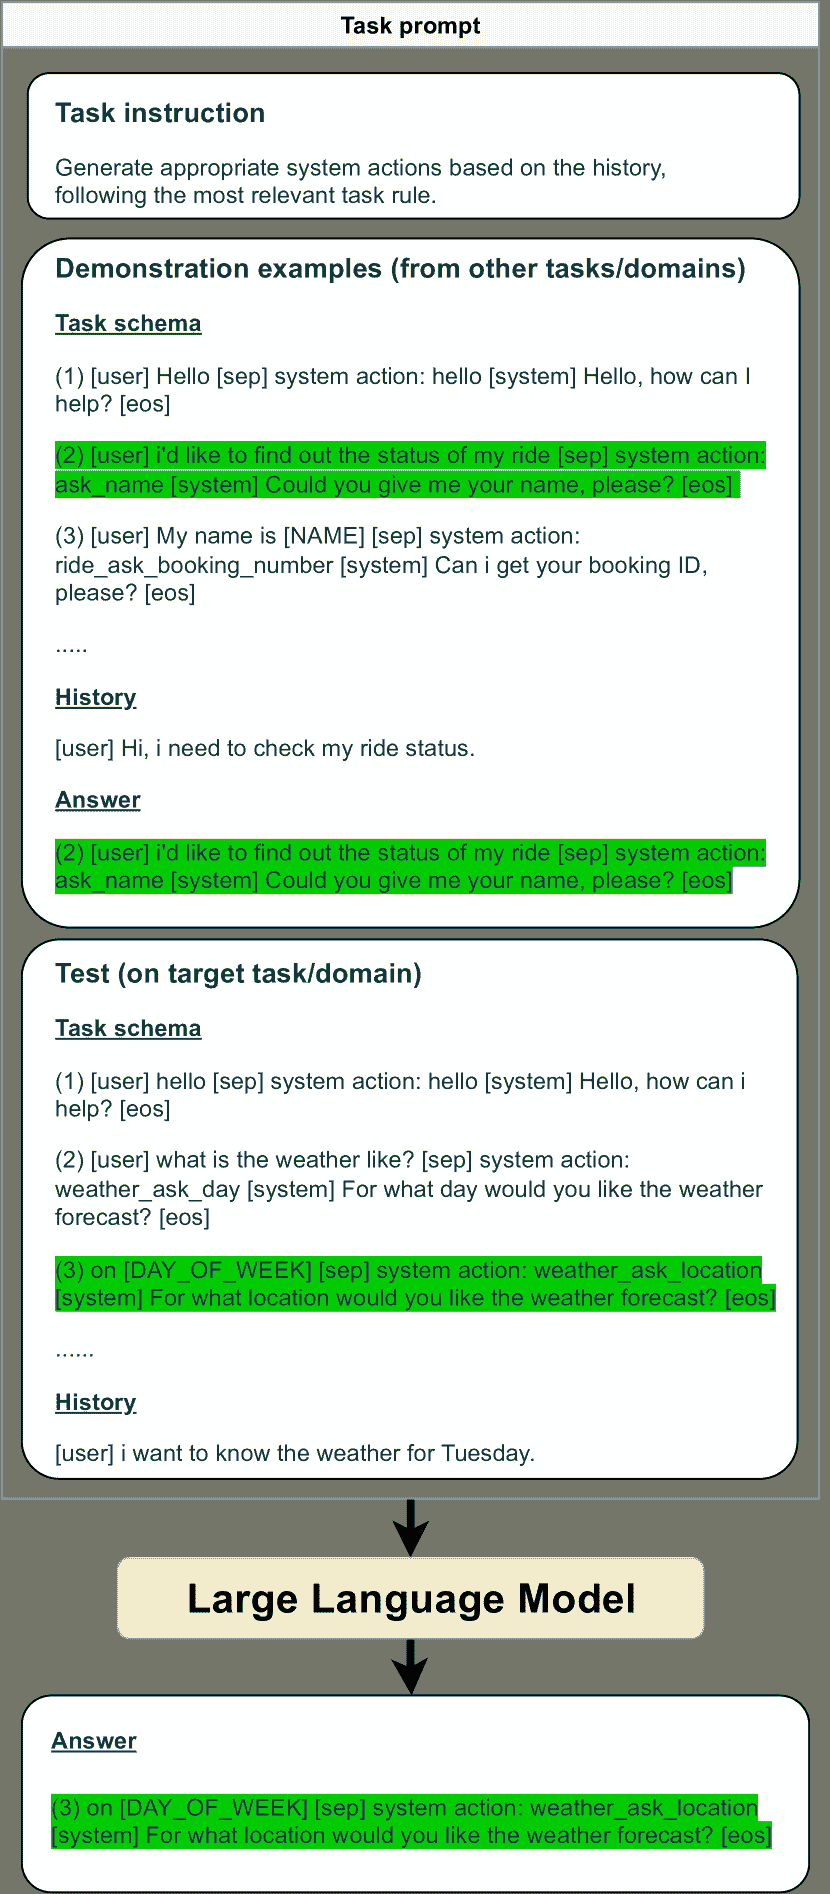 Task prompt
Task instruction
Generate appropriate system actions based on the history,
following the most relevant task rule.
Demonstration examples (from other tasks/domains)
Task schema
(1) [user] Hello [sep] system action: hello [system] Hello, how can I
help? [eos]
(2) [user] i'd like to find out the status of my ride [sep] system action:
ask_name [system] Could you give me your name, please? [eos]
(3) [user] My name is [NAME] [sep] system action:
ride_ask_booking_number [system] Can i get your booking ID,
please? [eos]
.....
History
[user] Hi, i need to check my ride status.
Answer
(2) [user] i'd like to find out the status of my ride [sep] system action:
ask_name [system] Could you give me your name, please? [eos]
Test (on target task/domain)
Task schema
(1) [user] hello [sep] system action: hello [system] Hello, how can i
help? [eos]
(2) [user] what is the weather like? [sep] system action:
weather_ask_day [system] For what day would you like the weather
forecast? [eos]
(3) on [DAY_OF_WEEK] [sep] system action: weather_ask_location
[system] For what location would you like the weather forecast? [eos]
......
History
[user] i want to know the weather for Tuesday.
Large Language Model
Answer
(3) on [DAY_OF_WEEK] [sep] system action: weather_ask_location
[system] For what location would you like the weather forecast? [eos]